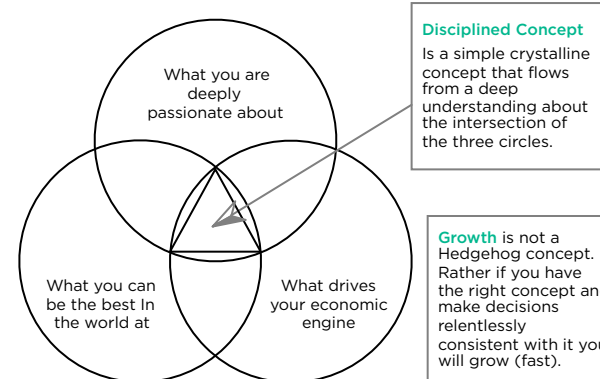 What you are
deeply
passionate about
What you can
be the best In
the world at
What drives
your economic
engine
Disciplined Concept
Is a simple crystalline
concept that flows
from a deep
understanding about
the intersection of
the three circles.
Growth is not a
Hedgehog concept.
Rather if you have
the right concept an
make decisions
relentlessly
consistent with it you
will grow (fast).